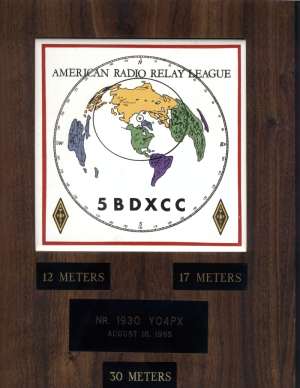 AMERICAN RADIO RELAY LEAGUE
5BDXCC
12 METERS
17 METERS
NR. 1930 YO4PX
AUGUST 16, 1995
30 METERS